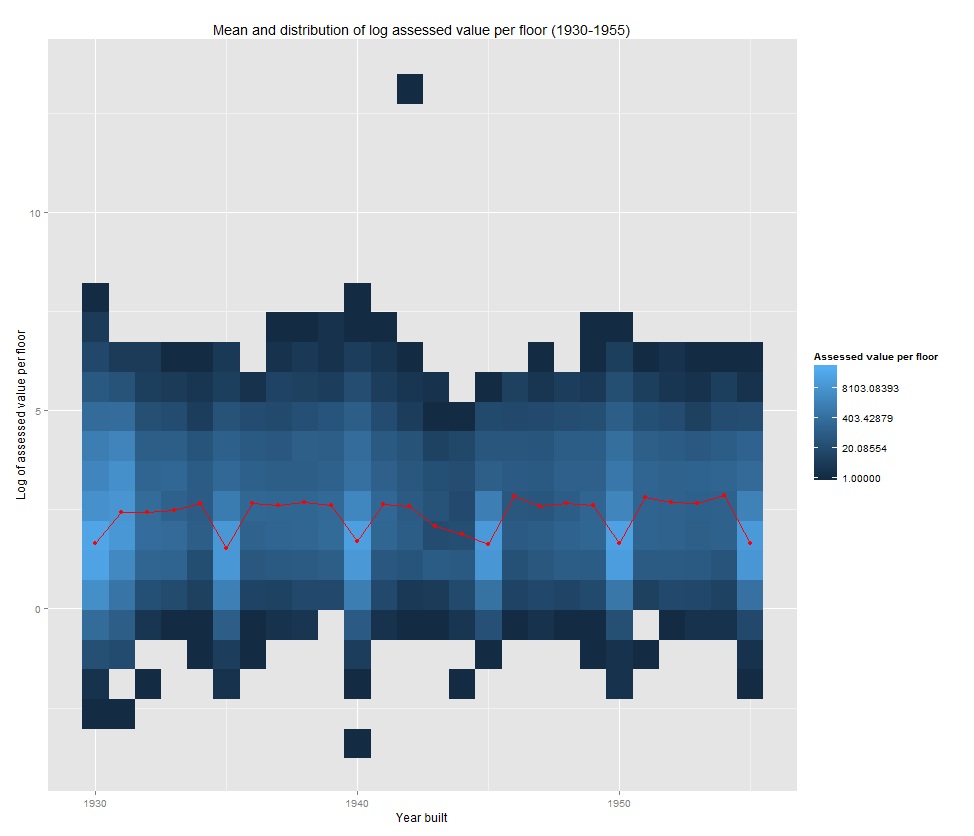 Mean and distribution of log assessed value per floor (1930-1955)
Log of assessed value per floor
10
5
0
1930
1940
1950
Year built
Assessed value per floor
8103.08393
403.42879
20.08554
1.00000